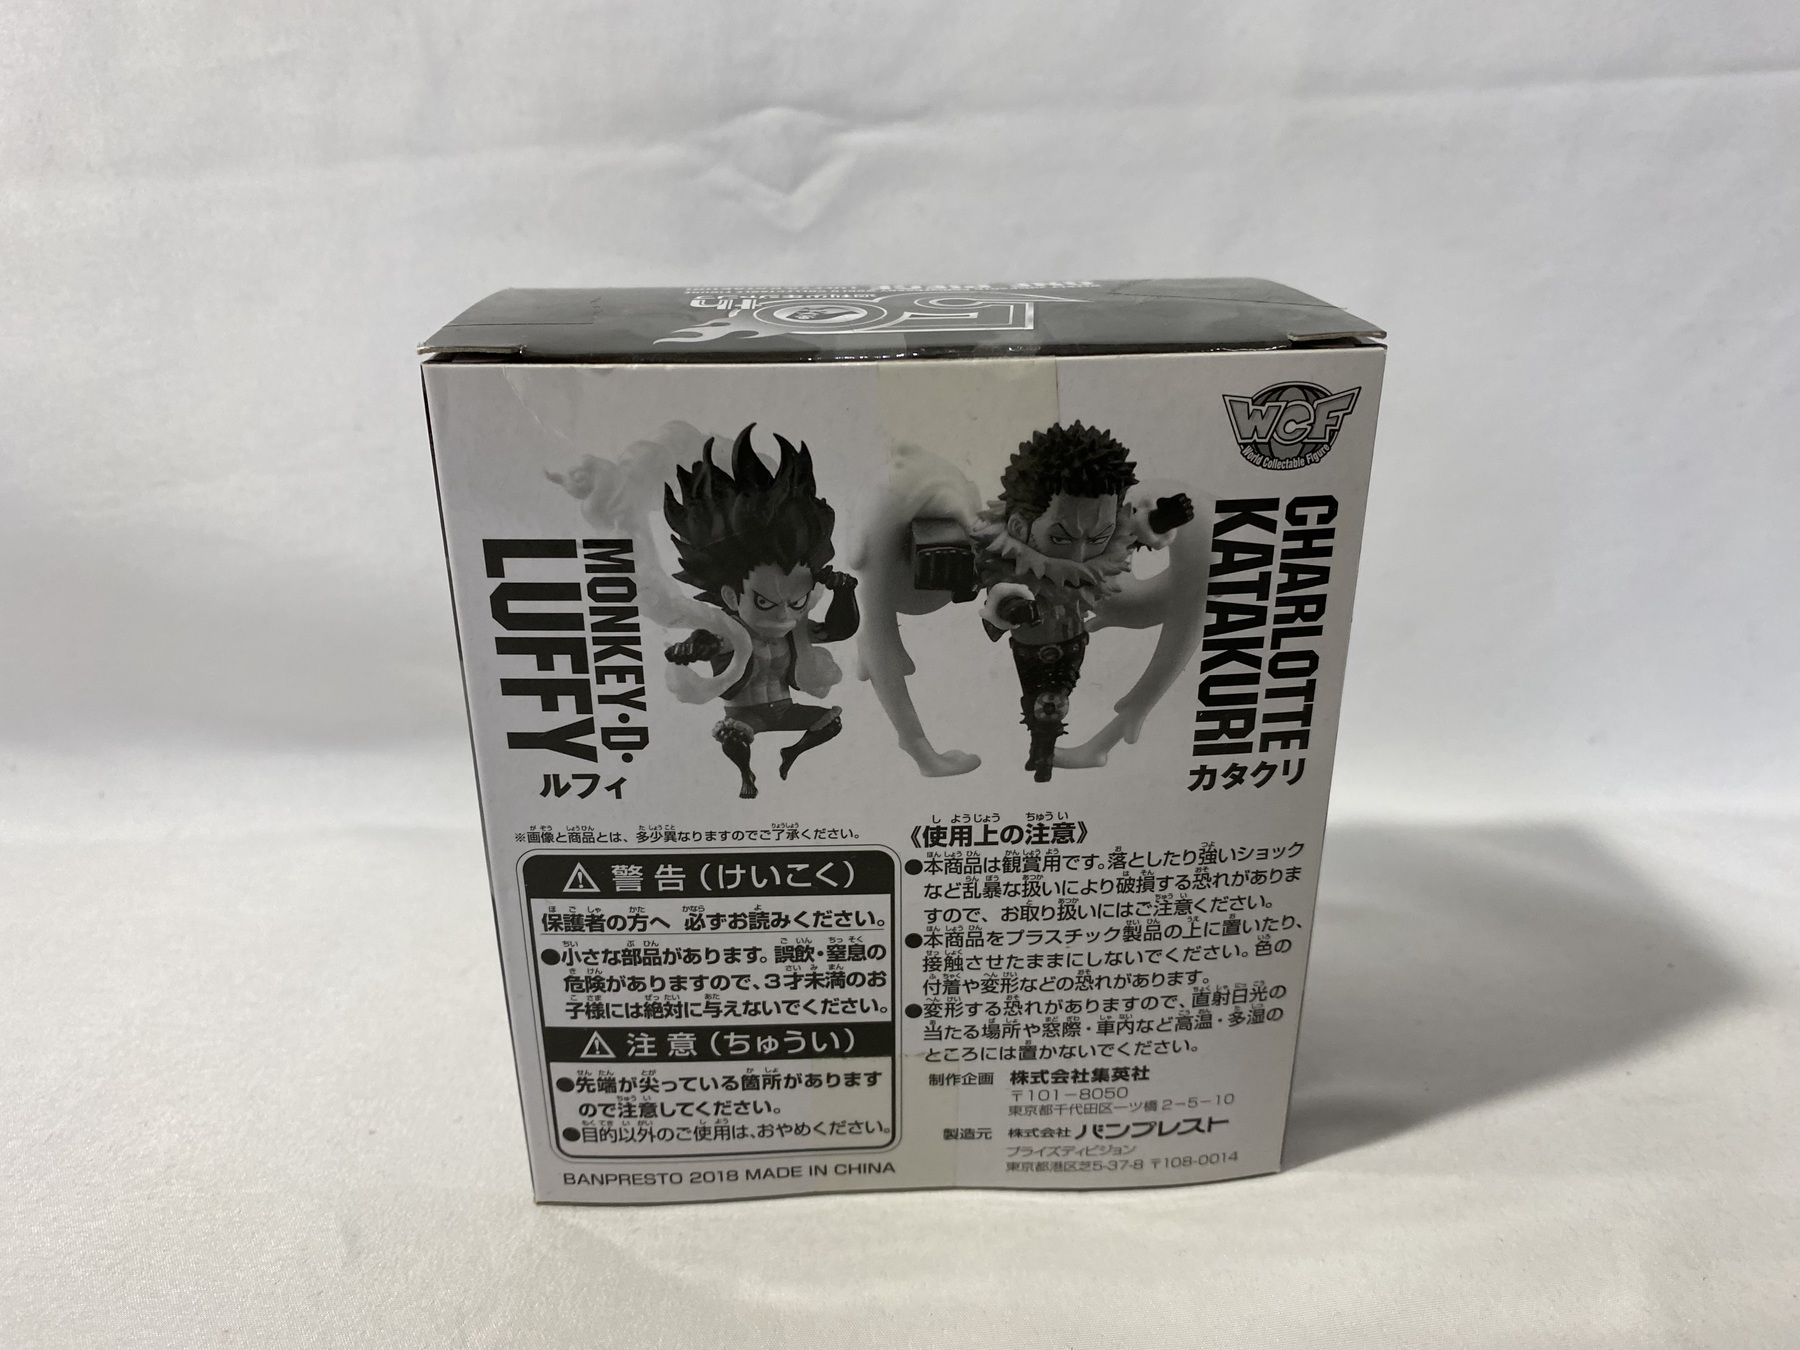 50
週刊少年ジャンプ
ONE PIECE
WCF
World Collectable Figure
MONKEY・D・
LUFFY
ルフィ
CHARLOTTE
KATAKURI
カタクリ
※画像と商品とは、多少異なりますのでご了承ください。
警告（けいこく）
保護者の方へ 必ずお読みください。
●小さな部品があります。誤飲・窒息の
危険がありますので、3才未満のお
子様には絶対に与えないでください。
注意（ちゅうい）
●先端が尖っている箇所があります
ので注意してください。
●目的以外のご使用は、おやめください。
BANPRESTO 2018 MADE IN CHINA
《使用上の注意》
●本商品は観賞用です。落としたり強いショック
など乱暴な扱いにより破損する恐れがありま
すので、お取り扱いにはご注意ください。
●本商品をプラスチック製品の上に置いたり、
接触させたままにしないでください。色の
付着や変形などの恐れがあります。
●変形する恐れがありますので、直射日光の
当たる場所や窓際・車内など高温・多湿の
ところには置かないでください。
制作企画 株式会社集英社
〒101-8050
東京都千代田区一ツ橋2-5-10
製造元 株式会社バンプレスト
プライズディビジョン
東京都港区芝5-37-8 〒108-0014